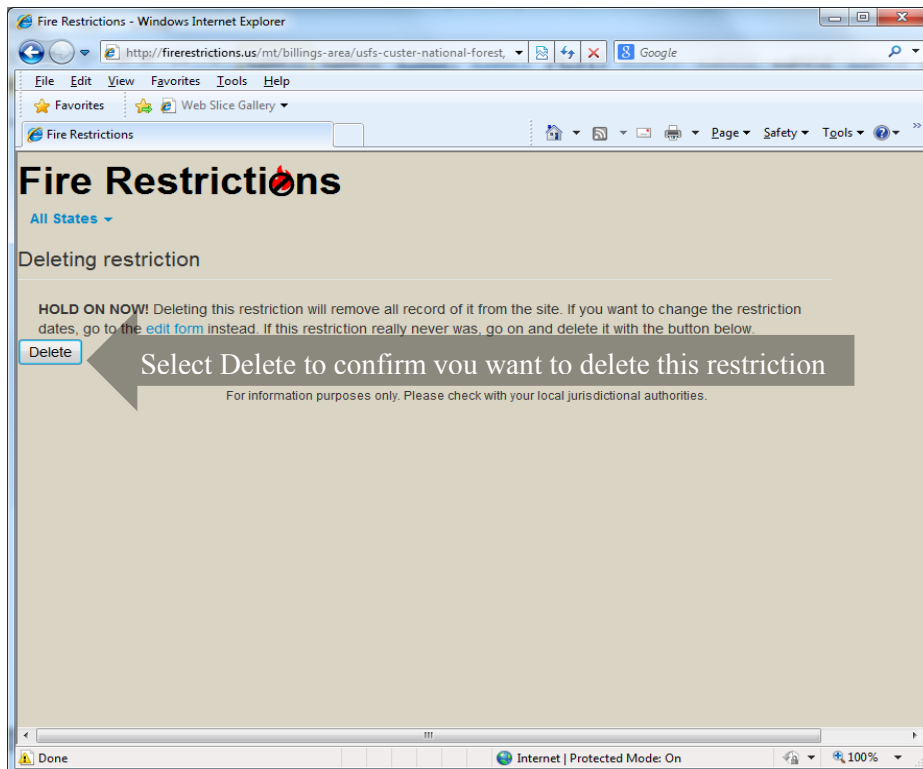 Fire Restrictions - Windows Internet Explorer
http://firerestrictions.us/mt/billings-area/usfs-custer-national-forest, Google
File Edit View Favorites Tools Help
Favorites Web Slice Gallery
Fire Restrictions Page Safety Tools
Fire Restrictions
All States
Deleting restriction
HOLD ON NOW! Deleting this restriction will remove all record of it from the site. If you want to change the restriction
dates, go to the edit form instead. If this restriction really never was, go on and delete it with the button below.
Delete
Select Delete to confirm you want to delete this restriction
For information purposes only. Please check with your local jurisdictional authorities.
Done Internet | Protected Mode: On 100%